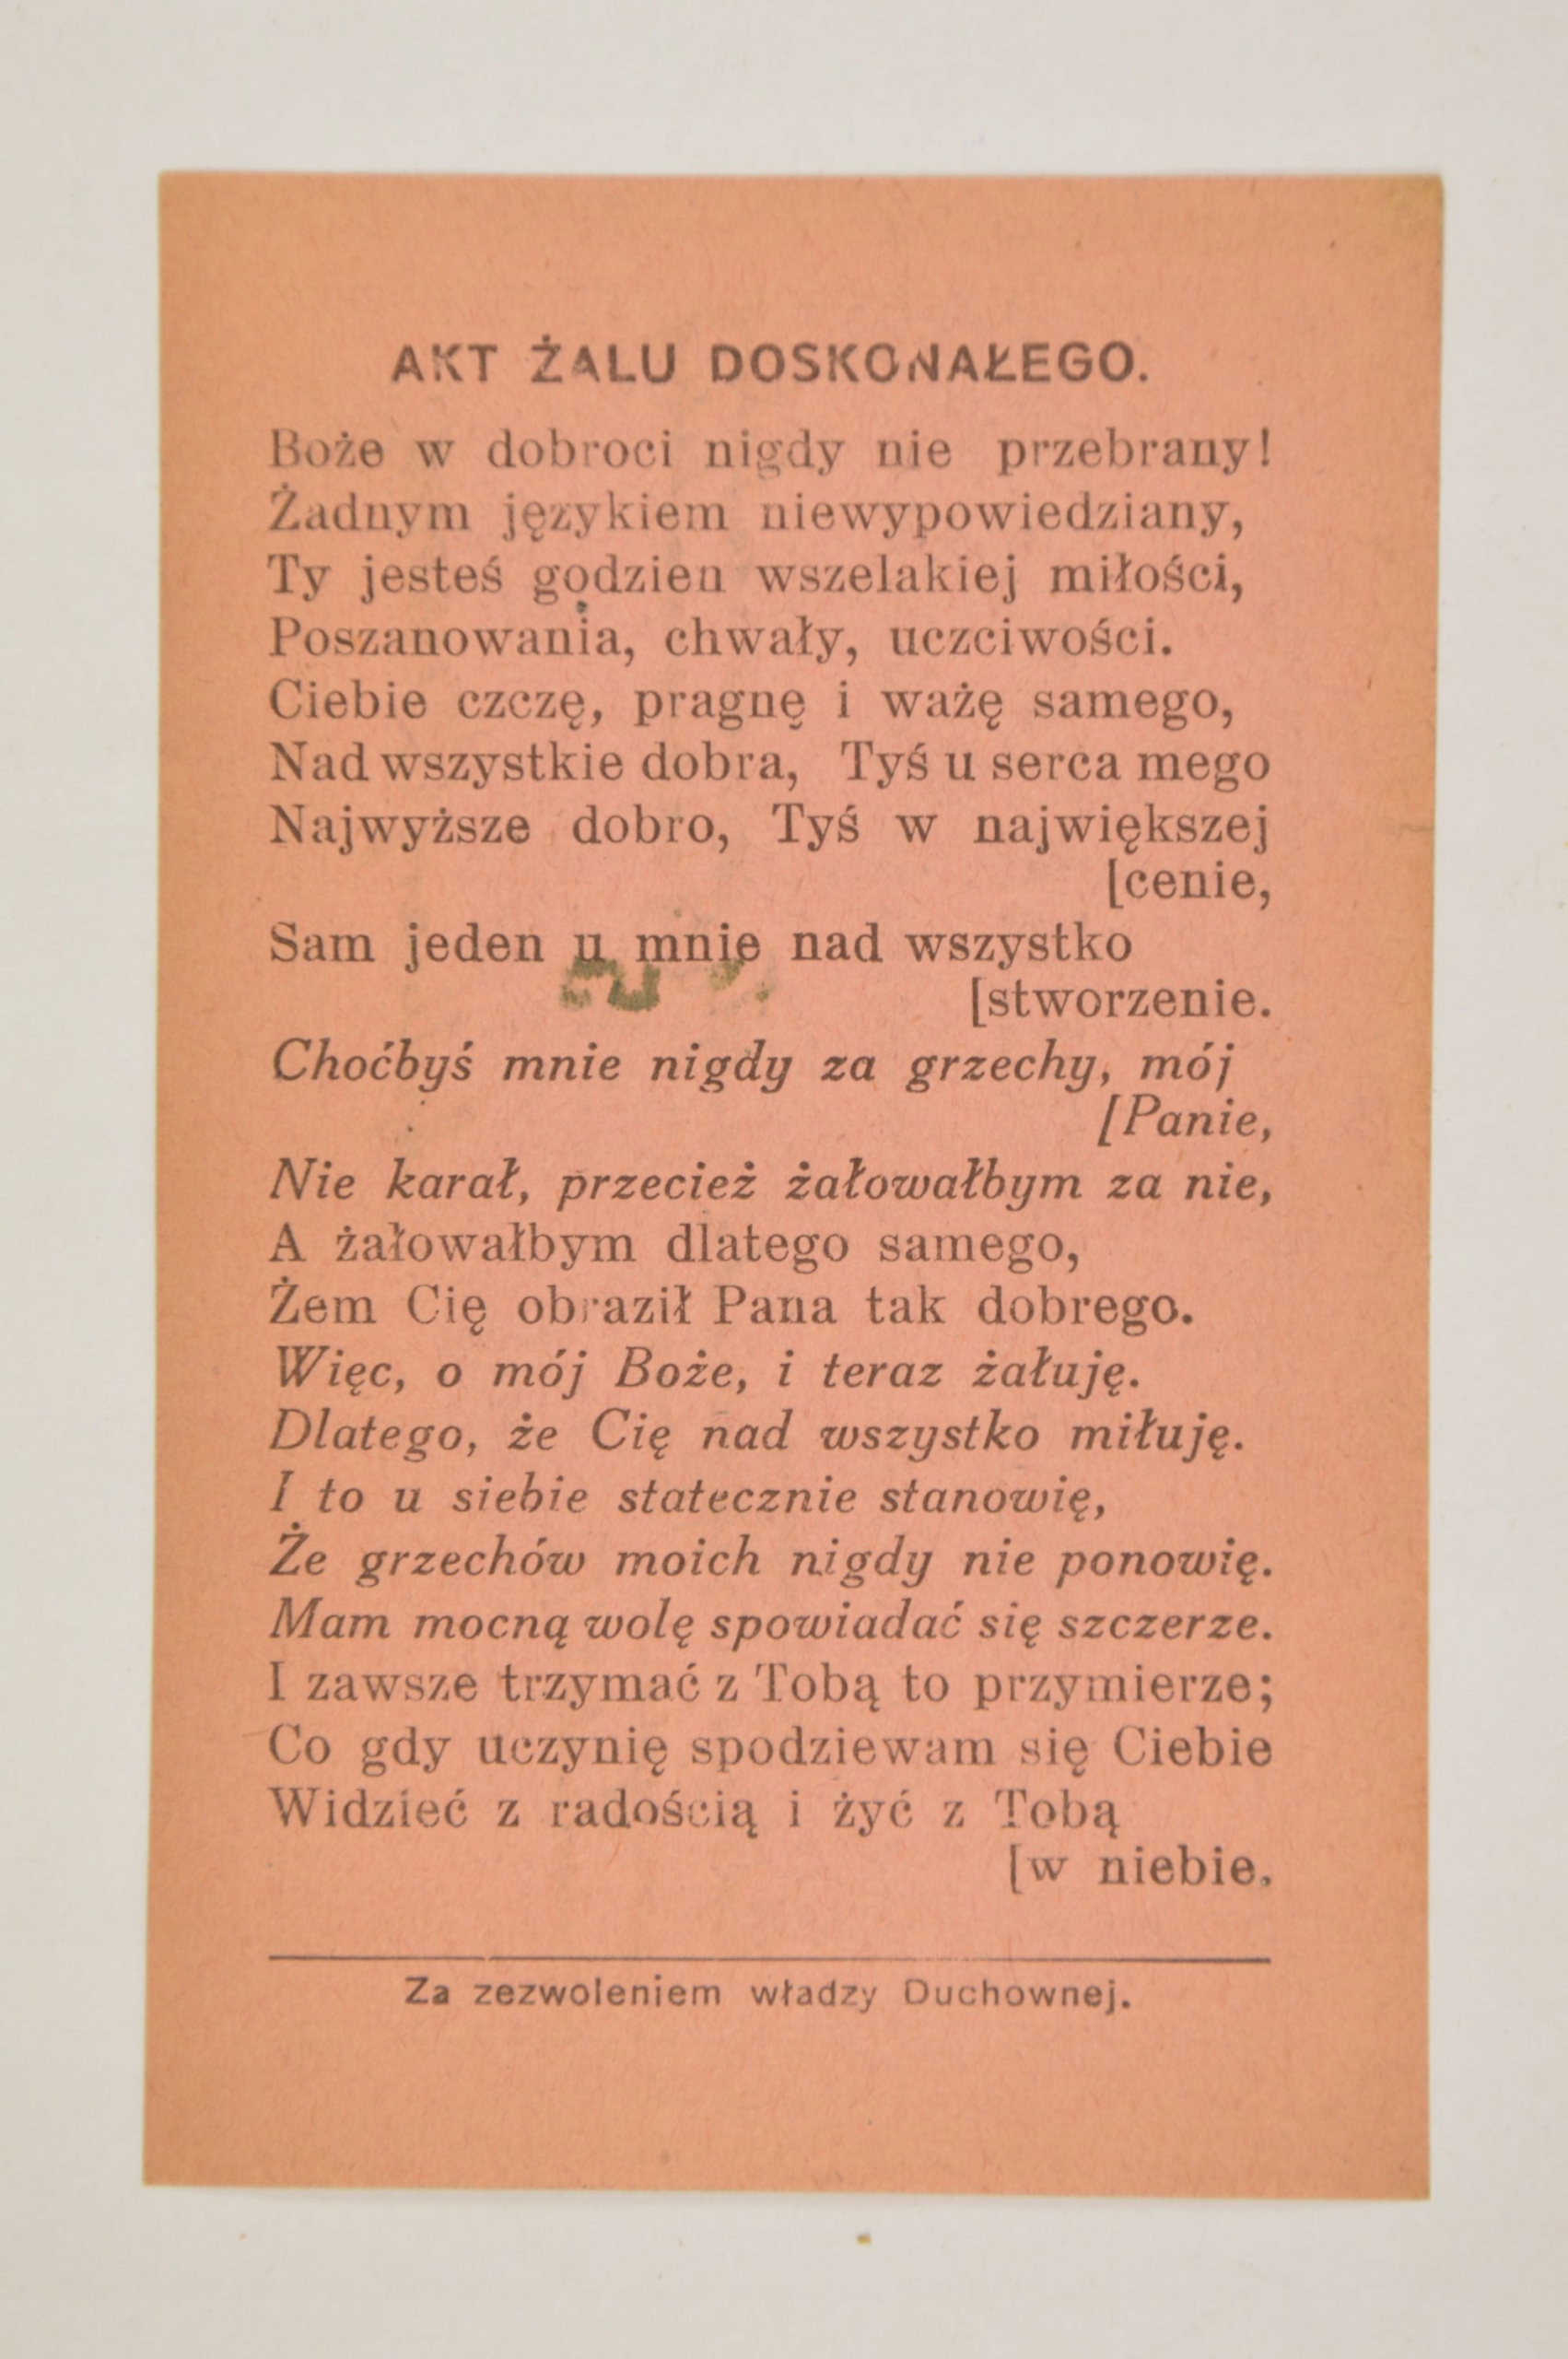 AKT ŻALU DOSKONAŁEGO.
Boże w dobroci nigdy nie przebrany!
Żadnym językiem niewypowiedziany,
Ty jesteś godzien wszelakiej miłości,
Poszanowania, chwały, uczciwości.
Ciebie czczę, pragnę i ważę samego,
Nad wszystkie dobra, Tyś u serca mego
Najwyższe dobro, Tyś w największej
[cenie,
Sam jeden u mnie nad wszystko
[stworzenie.
Choćbyś mnie nigdy za grzechy, mój
[Panie,
Nie karał, przecież żałowałbym za nie,
A żałowałbym dlatego samego,
Żem Cię obraził Pana tak dobrego.
Więc, o mój Boże, i teraz żałuję.
Dlatego, że Cię nad wszystko miłuję.
I to u siebie statecznie stanowię,
Że grzechów moich nigdy nie ponowię.
Mam mocną wolę spowiadać się szczerze.
I zawsze trzymać z Tobą to przymierze;
Co gdy uczynię spodziewam się Ciebie
Widzieć z radością i żyć z Tobą
[w niebie.
Za zezwoleniem władzy Duchownej.